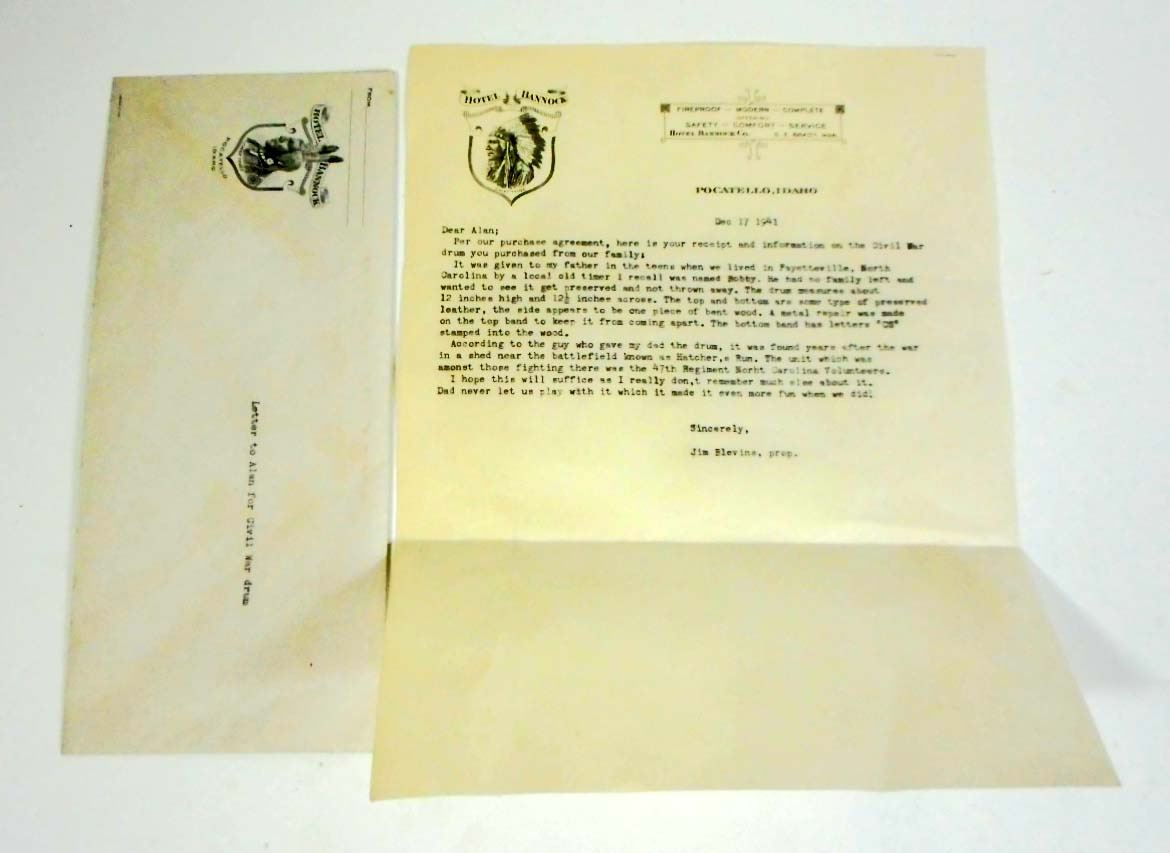 FROM
HOTEL BANNOCK
POCATELLO
IDAHO
Letter to Alan for Civil War drum
HOTEL BANNOCK
FIREPROOF — MODERN — COMPLETE
SAFETY — COMFORT — SERVICE
HOTEL BANNOCK CO.
POCATELLO, IDAHO
Dec 17 1941
Dear Alan;
Per our purchase agreement, here is your receipt and information on the Civil War
drum you purchased from our family;
It was given to my father in the teens when we lived in Fayetteville, North
Carolina by a local old timer I recall was named Bobby. He had no family left and
wanted to see it get preserved and not thrown away. The drum measures about
12 inches high and 12½ inches across. The top and bottom are some type of preserved
leather, the side appears to be one piece of bent wood. A metal repair was made
on the top band to keep it from coming apart. The bottom band has letters "CS"
stamped into the wood.
According to the guy who gave my dad the drum, it was found years after the war
in a shed near the battlefield known as Hatcher,s Run. The unit which was
amonst those fighting there was the 47th Regiment Norht Carolina Volunteers.
I hope this will suffice as I really don,t remember much else about it.
Dad never let us play with it which it made it even more fun when we did.
Sincerely,
Jim Blevins, prop.